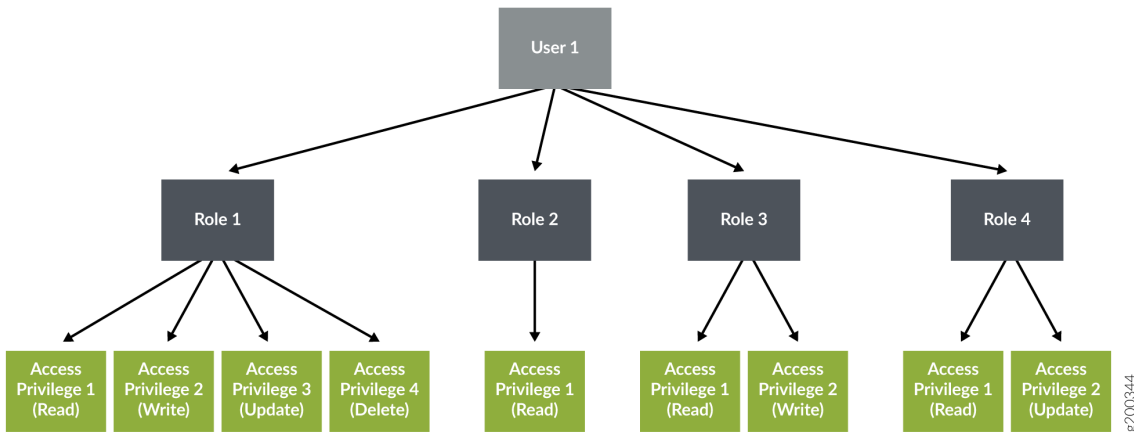 User 1
Role 1
Role 2
Role 3
Role 4
Access
Privilege 1
(Read)
Access
Privilege 2
(Write)
Access
Privilege 3
(Update)
Access
Privilege 4
(Delete)
Access
Privilege 1
(Read)
Access
Privilege 1
(Read)
Access
Privilege 2
(Write)
Access
Privilege 1
(Read)
Access
Privilege 2
(Update)
g200344